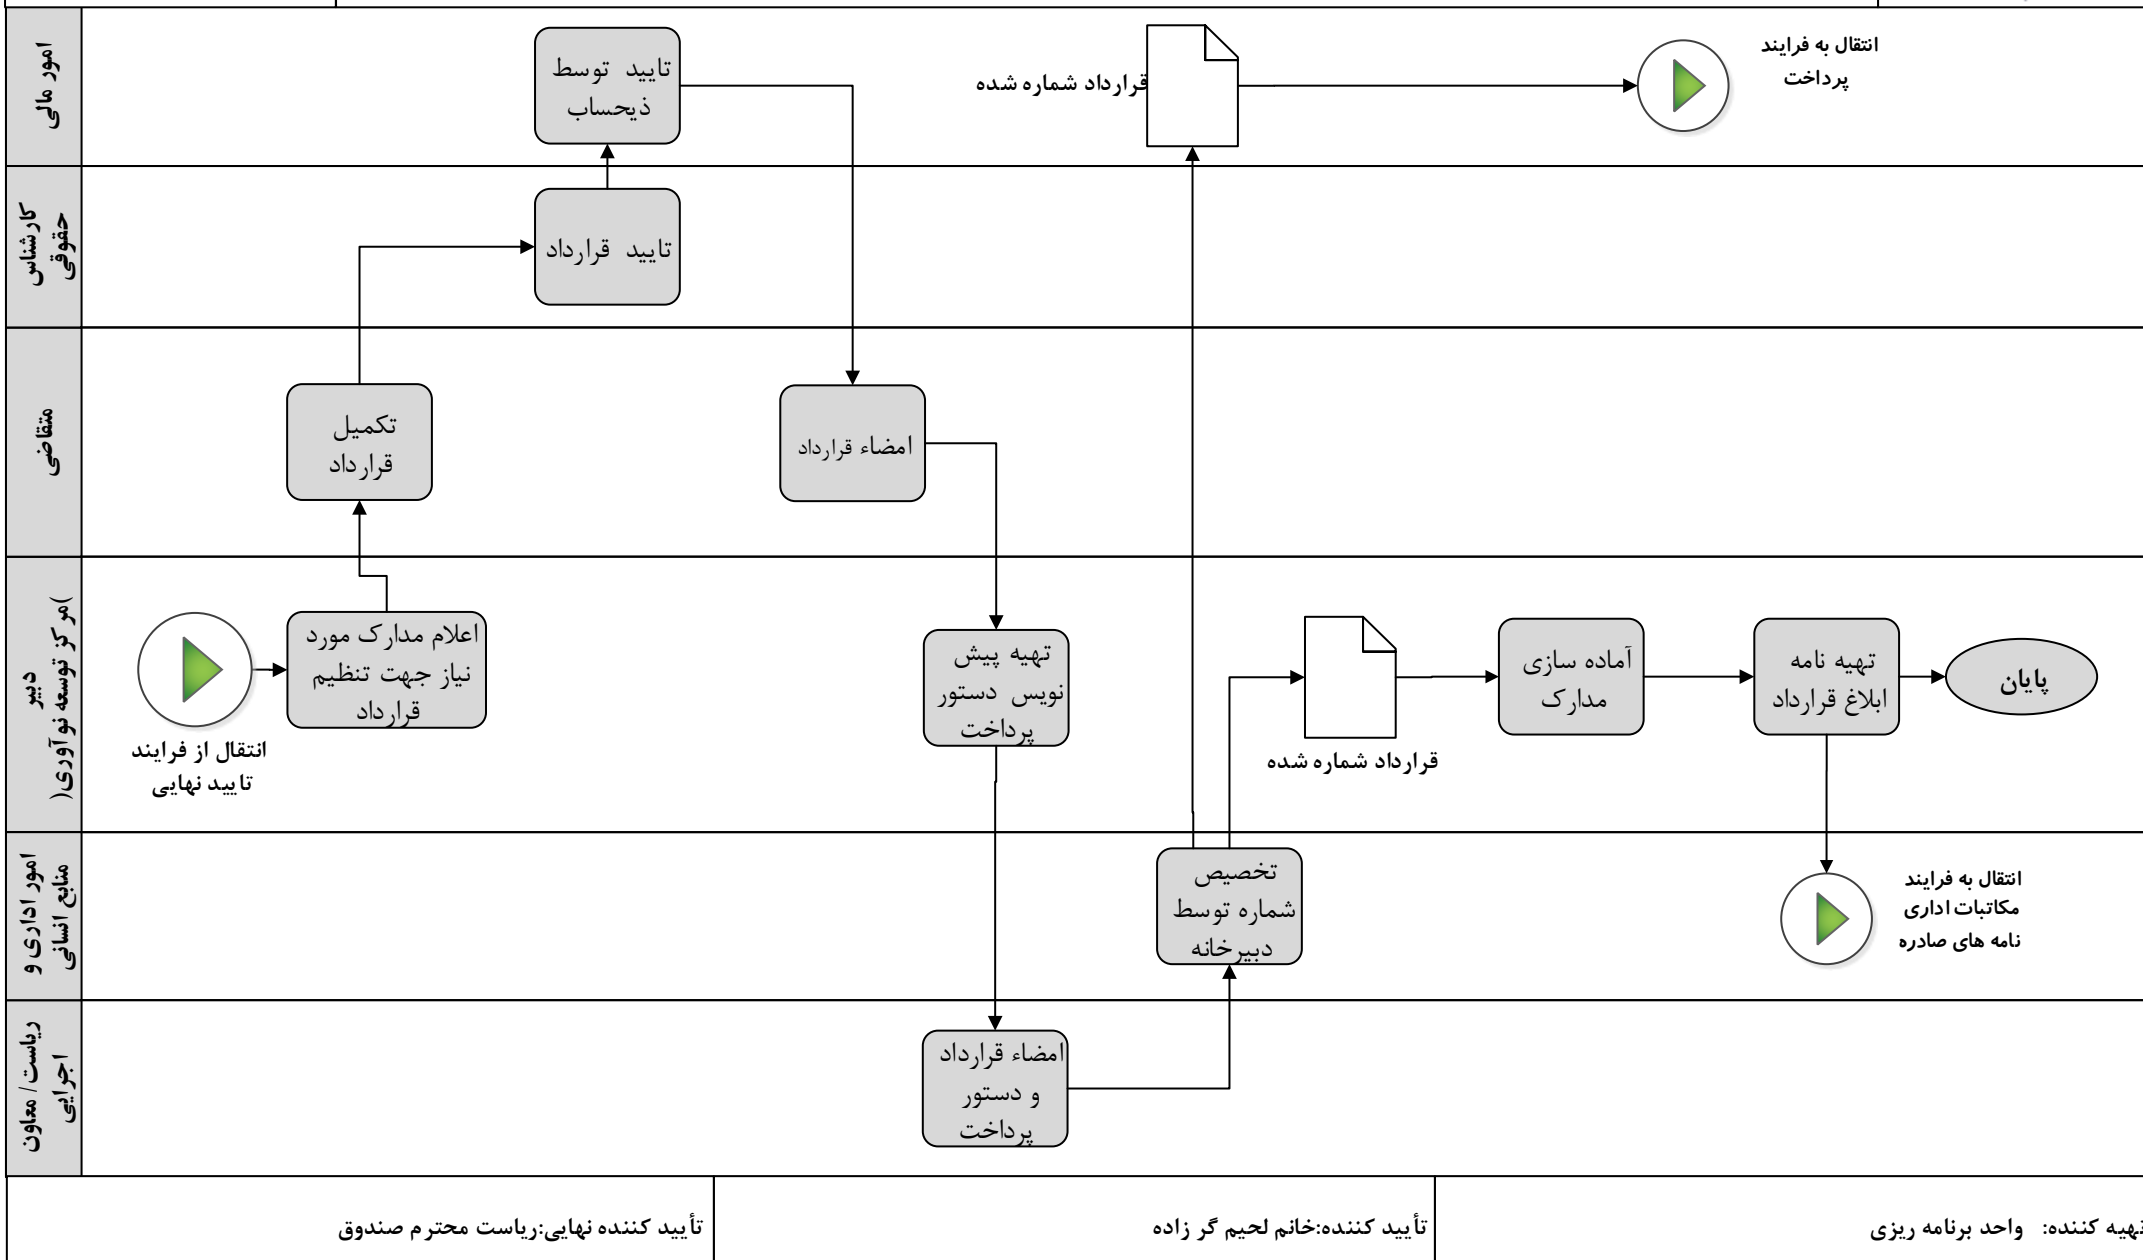 امور مالی
تایید توسط
ذیحساب
قرارداد شماره شده
انتقال به فرایند
پرداخت
کارشناس
حقوقی
تایید قرارداد
متقاضی
تکمیل
قرارداد
امضاء قرارداد
دبیر
)مرکز توسعه نوآوری(
انتقال از فرایند
تایید نهایی
اعلام مدارک مورد
نیاز جهت تنظیم
قرارداد
تهیه پیش
نویس دستور
پرداخت
قرارداد شماره شده
آماده سازی
مدارک
تهیه نامه
ابلاغ قرارداد
پایان
امور اداری و
منابع انسانی
تخصیص
شماره توسط
دبیرخانه
انتقال به فرایند
مکاتبات اداری
نامه های صادره
ریاست/ معاون
اجرایی
امضاء قرارداد
و دستور
پرداخت
تهیه کننده: واحد برنامه ریزی
تأیید کننده:خانم لحیم گر زاده
تأیید کننده نهایی:ریاست محترم صندوق